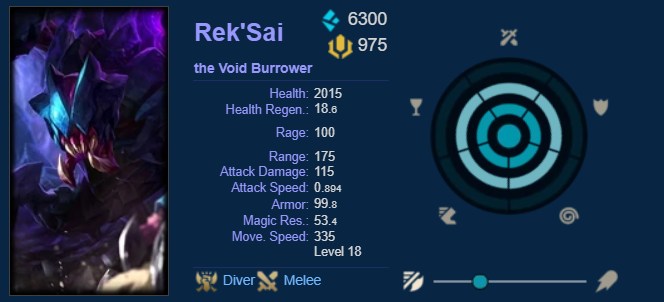 Rek'Sai
6300
975
the Void Burrower
Health: 2015
Health Regen.: 18.6
Rage: 100
Range: 175
Attack Damage: 115
Attack Speed: 0.894
Armor: 99.8
Magic Res.: 53.4
Move. Speed: 335
Level 18
Diver Melee